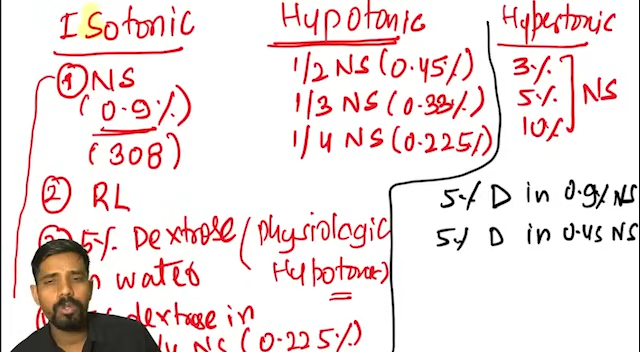 ISotonic
① NS
(0.9%)
(308)
② RL
5% Dextrose (Physiologic
water Hypotonic)
dextrose in
NS (0.225%)
Hypotonic
1/2 NS (0.45%)
1/3 NS (0.33%)
1/4 NS (0.225%)
Hypertonic
3%
5%
10%
NS
5% D in 0.9% NS
5% D in 0.45 NS